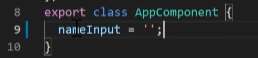 8 export class AppComponent {
9 nameInput = '';
10 }